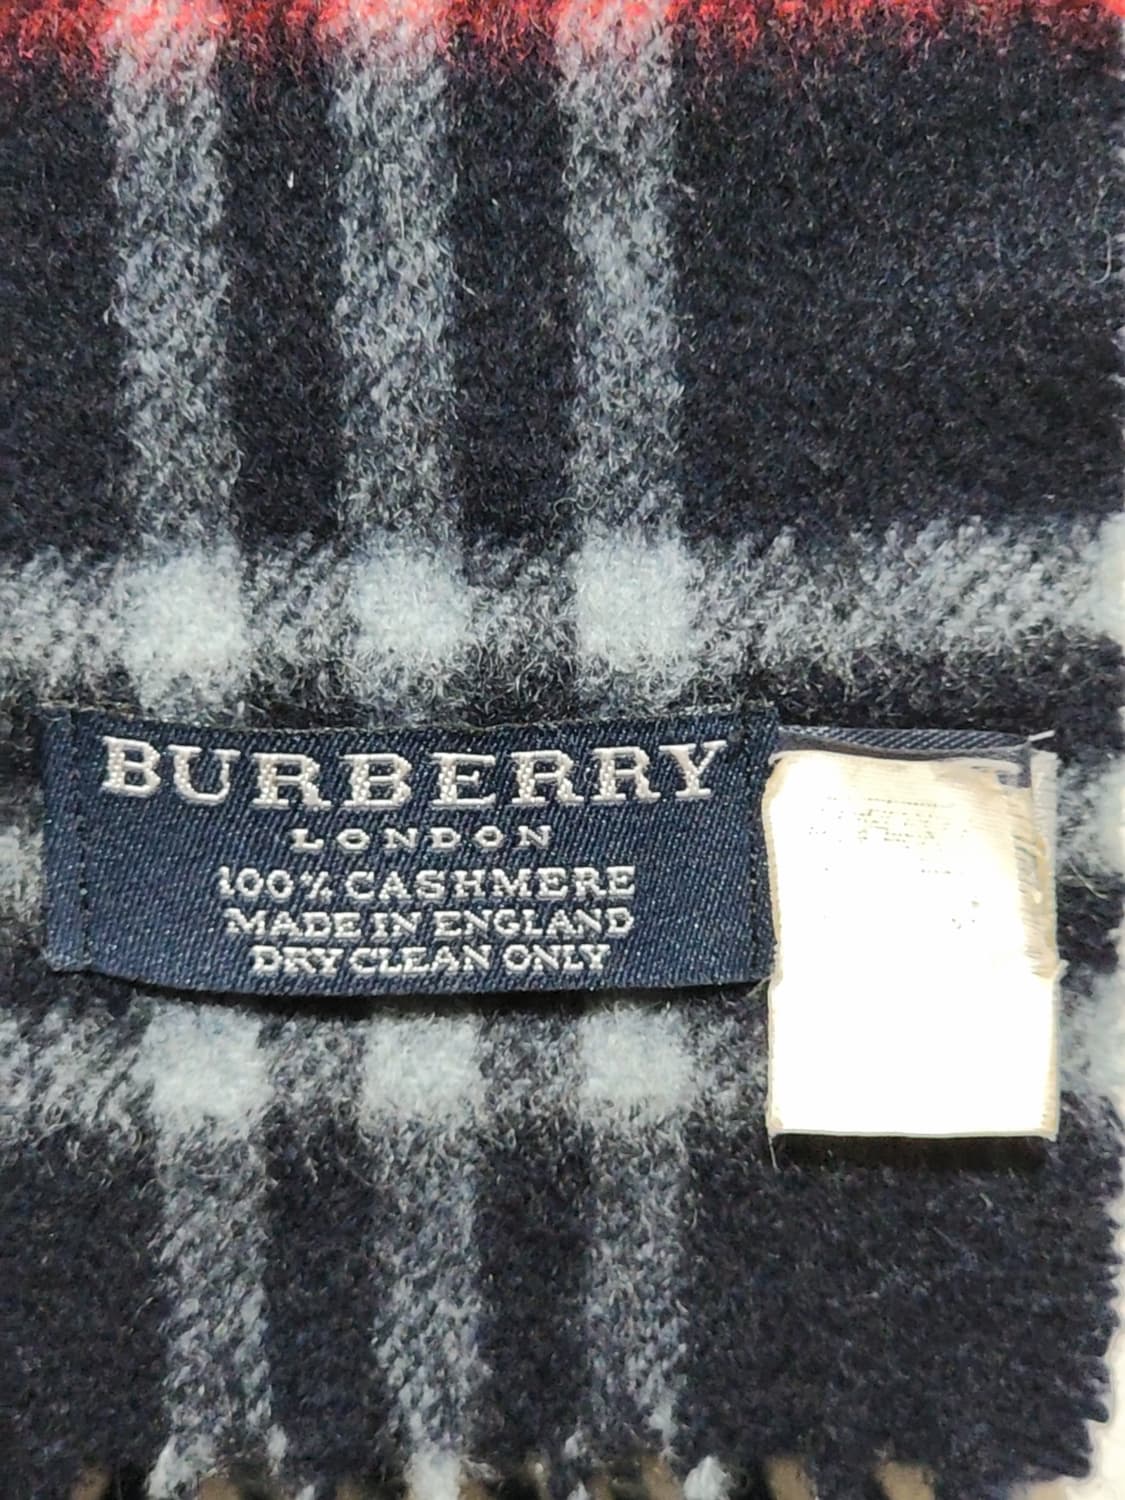 BURBERRY
LONDON
100% CASHMERE
MADE IN ENGLAND
DRY CLEAN ONLY